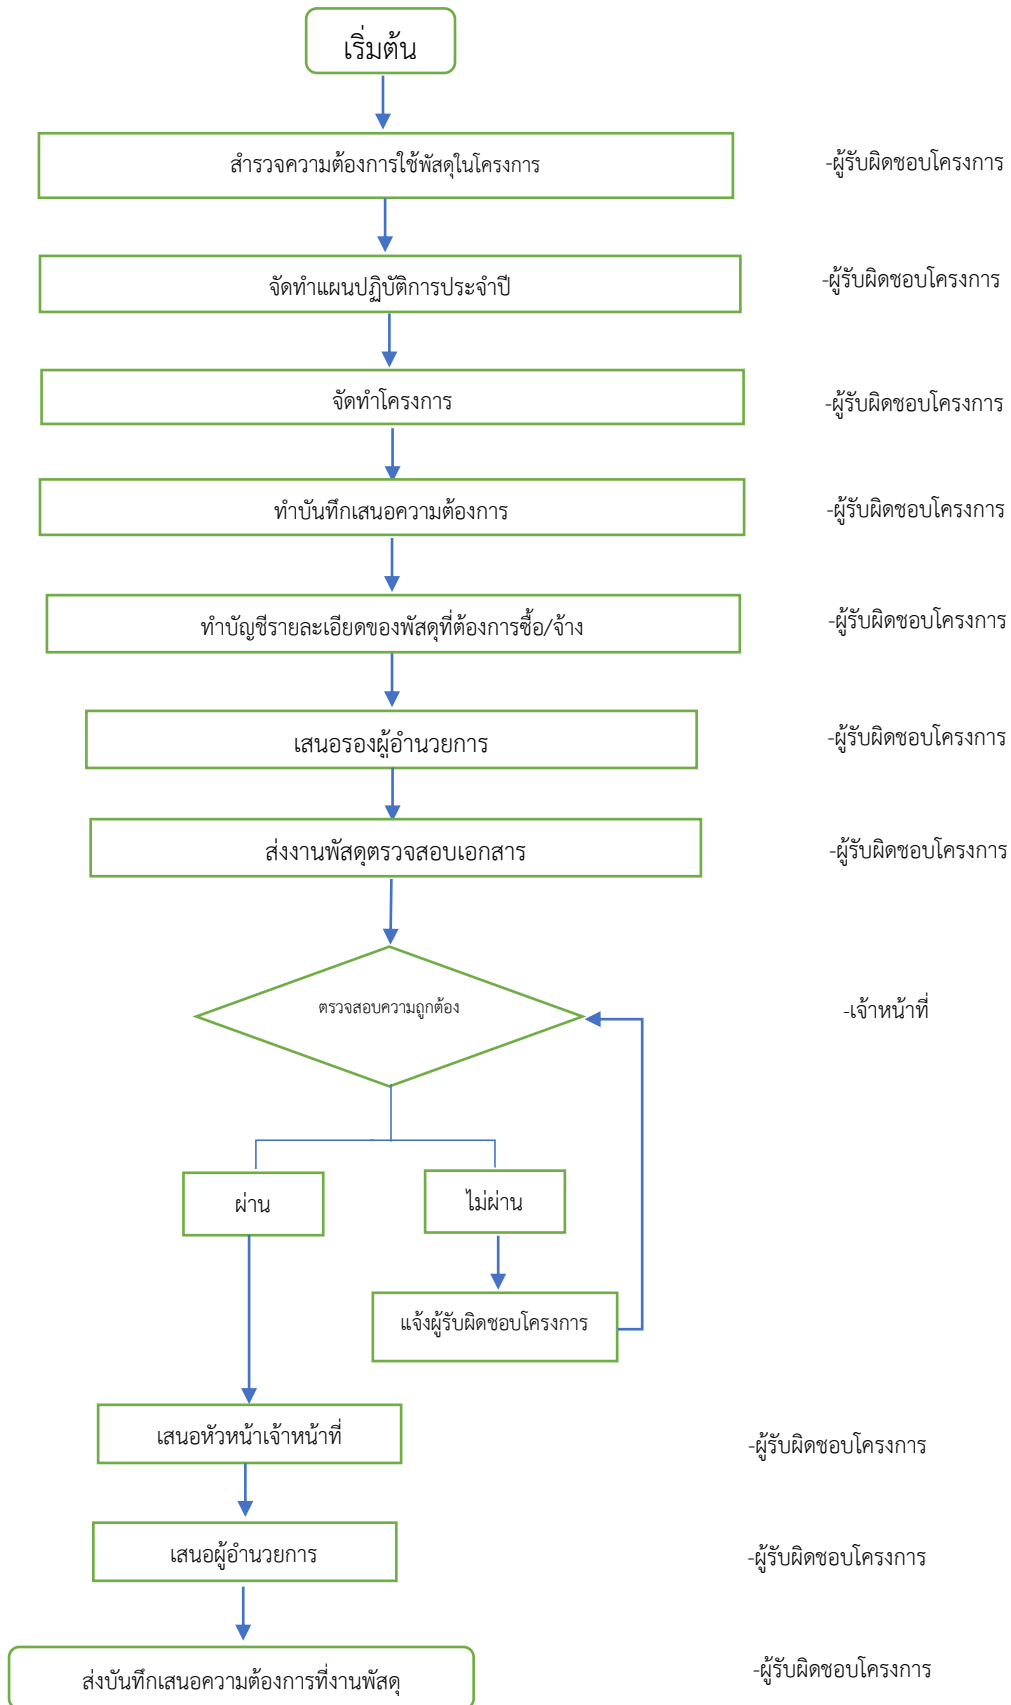 เริ่มต้น
สำรวจความต้องการใช้พัสดุในโครงการ
-ผู้รับผิดชอบโครงการ
จัดทำแผนปฏิบัติการประจำปี
-ผู้รับผิดชอบโครงการ
จัดทำโครงการ
-ผู้รับผิดชอบโครงการ
ทำบันทึกเสนอความต้องการ
-ผู้รับผิดชอบโครงการ
ทำบัญชีรายละเอียดของพัสดุที่ต้องการซื้อ/จ้าง
-ผู้รับผิดชอบโครงการ
เสนอรองผู้อำนวยการ
-ผู้รับผิดชอบโครงการ
ส่งงานพัสดุตรวจสอบเอกสาร
-ผู้รับผิดชอบโครงการ
ตรวจสอบความถูกต้อง
-เจ้าหน้าที่
ผ่าน
ไม่ผ่าน
แจ้งผู้รับผิดชอบโครงการ
เสนอหัวหน้าเจ้าหน้าที่
-ผู้รับผิดชอบโครงการ
เสนอผู้อำนวยการ
-ผู้รับผิดชอบโครงการ
ส่งบันทึกเสนอความต้องการที่งานพัสดุ
-ผู้รับผิดชอบโครงการ